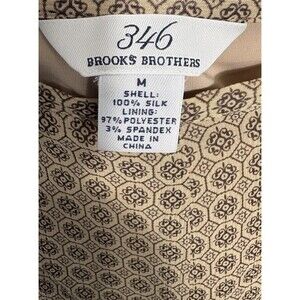 346
BROOKS BROTHERS
M
SHELL:
100% SILK
LINING:
97% POLYESTER
3% SPANDEX
MADE IN
CHINA